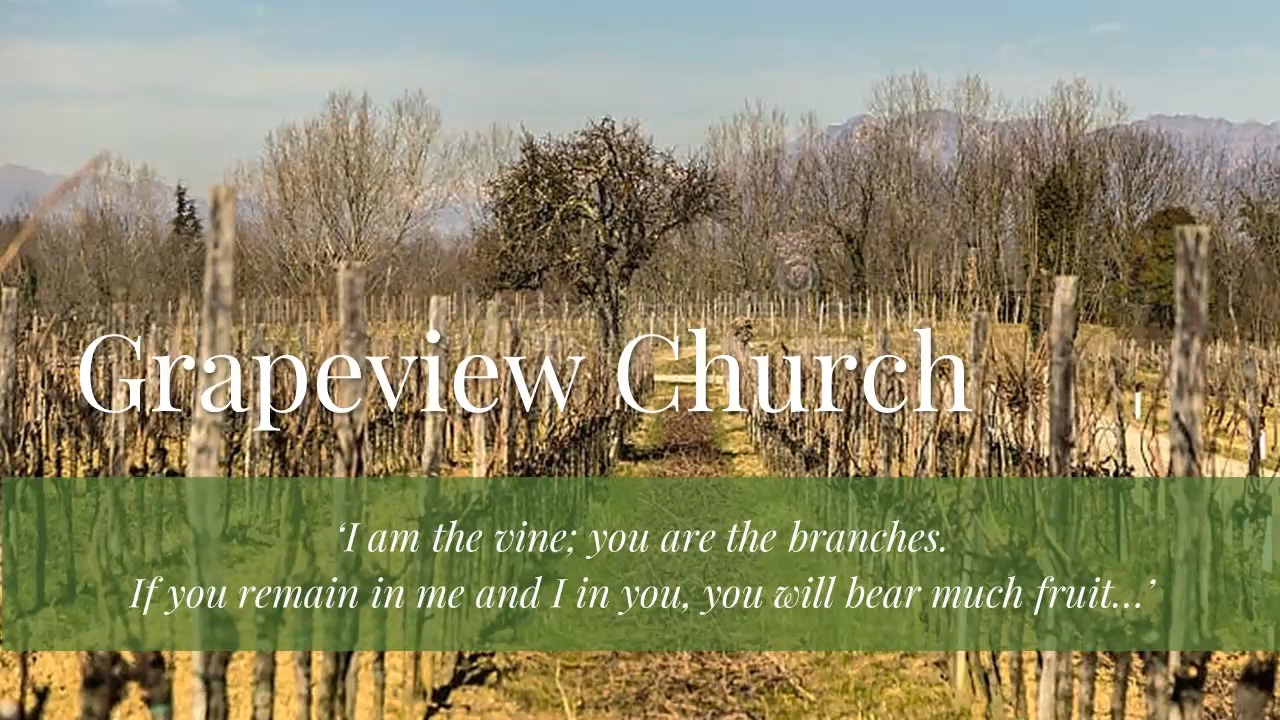 Grapeview Church
‘I am the vine; you are the branches.
If you remain in me and I in you, you will bear much fruit...’